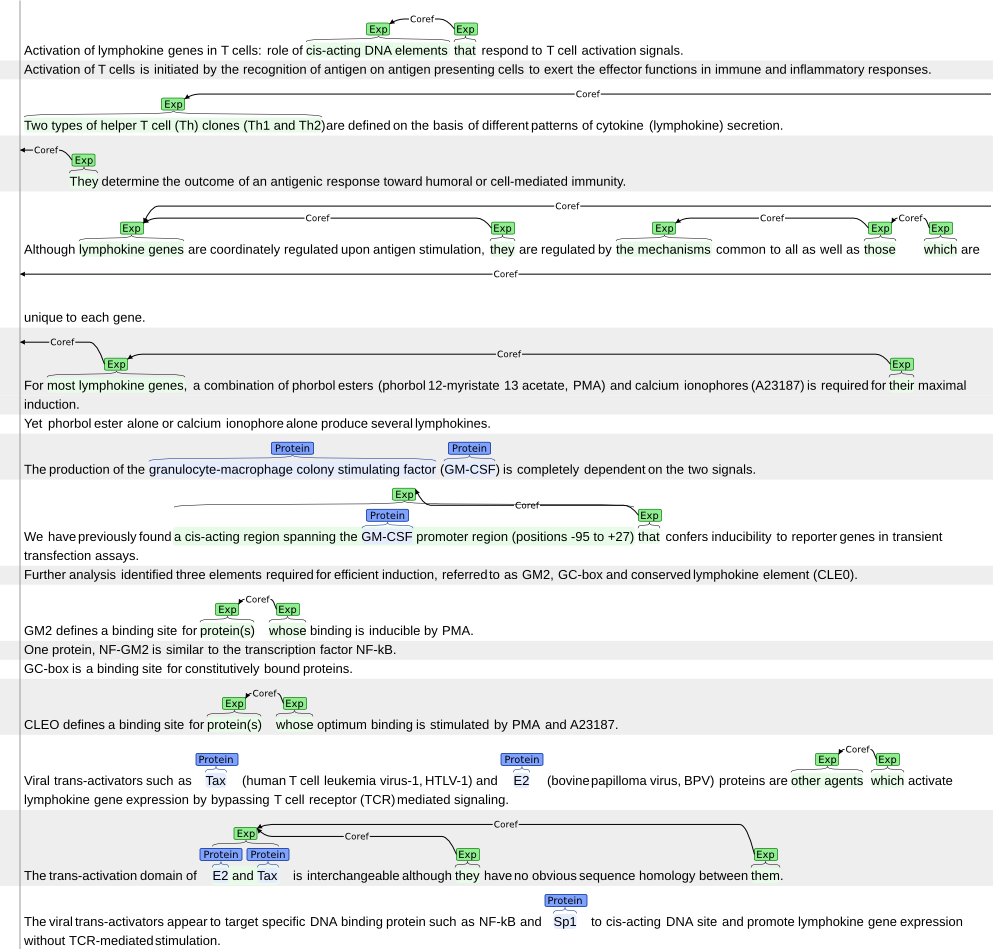 Coref
Exp Exp
Activation of lymphokine genes in T cells: role of cis-acting DNA elements that respond to T cell activation signals.
Activation of T cells is initiated by the recognition of antigen on antigen presenting cells to exert the effector functions in immune and inflammatory responses.
Coref
Exp
Two types of helper T cell (Th) clones (Th1 and Th2)are defined on the basis of different patterns of cytokine (lymphokine) secretion.
Coref
Exp
They determine the outcome of an antigenic response toward humoral or cell-mediated immunity.
Coref
Coref Coref Coref
Exp Exp Exp Exp Exp
Although lymphokine genes are coordinately regulated upon antigen stimulation, they are regulated by the mechanisms common to all as well as those which are
Coref
unique to each gene.
Coref
Coref
Exp Exp
For most lymphokine genes, a combination of phorbol esters (phorbol 12-myristate 13 acetate, PMA) and calcium ionophores (A23187) is required for their maximal
induction.
Yet phorbol ester alone or calcium ionophore alone produce several lymphokines.
Protein Protein
The production of the granulocyte-macrophage colony stimulating factor (GM-CSF) is completely dependent on the two signals.
Exp
Coref
Protein Exp
We have previously found a cis-acting region spanning the GM-CSF promoter region (positions -95 to +27) that confers inducibility to reporter genes in transient
transfection assays.
Further analysis identified three elements required for efficient induction, referred to as GM2, GC-box and conserved lymphokine element (CLE0).
Coref
Exp Exp
GM2 defines a binding site for protein(s) whose binding is inducible by PMA.
One protein, NF-GM2 is similar to the transcription factor NF-kB.
GC-box is a binding site for constitutively bound proteins.
Coref
Exp Exp
CLEO defines a binding site for protein(s) whose optimum binding is stimulated by PMA and A23187.
Coref
Protein Protein Exp Exp
Viral trans-activators such as Tax (human T cell leukemia virus-1, HTLV-1) and E2 (bovine papilloma virus, BPV) proteins are other agents which activate
lymphokine gene expression by bypassing T cell receptor (TCR) mediated signaling.
Coref
Exp Coref
Protein Protein Exp Exp
The trans-activation domain of E2 and Tax is interchangeable although they have no obvious sequence homology between them.
Protein
The viral trans-activators appear to target specific DNA binding protein such as NF-kB and Sp1 to cis-acting DNA site and promote lymphokine gene expression
without TCR-mediated stimulation.